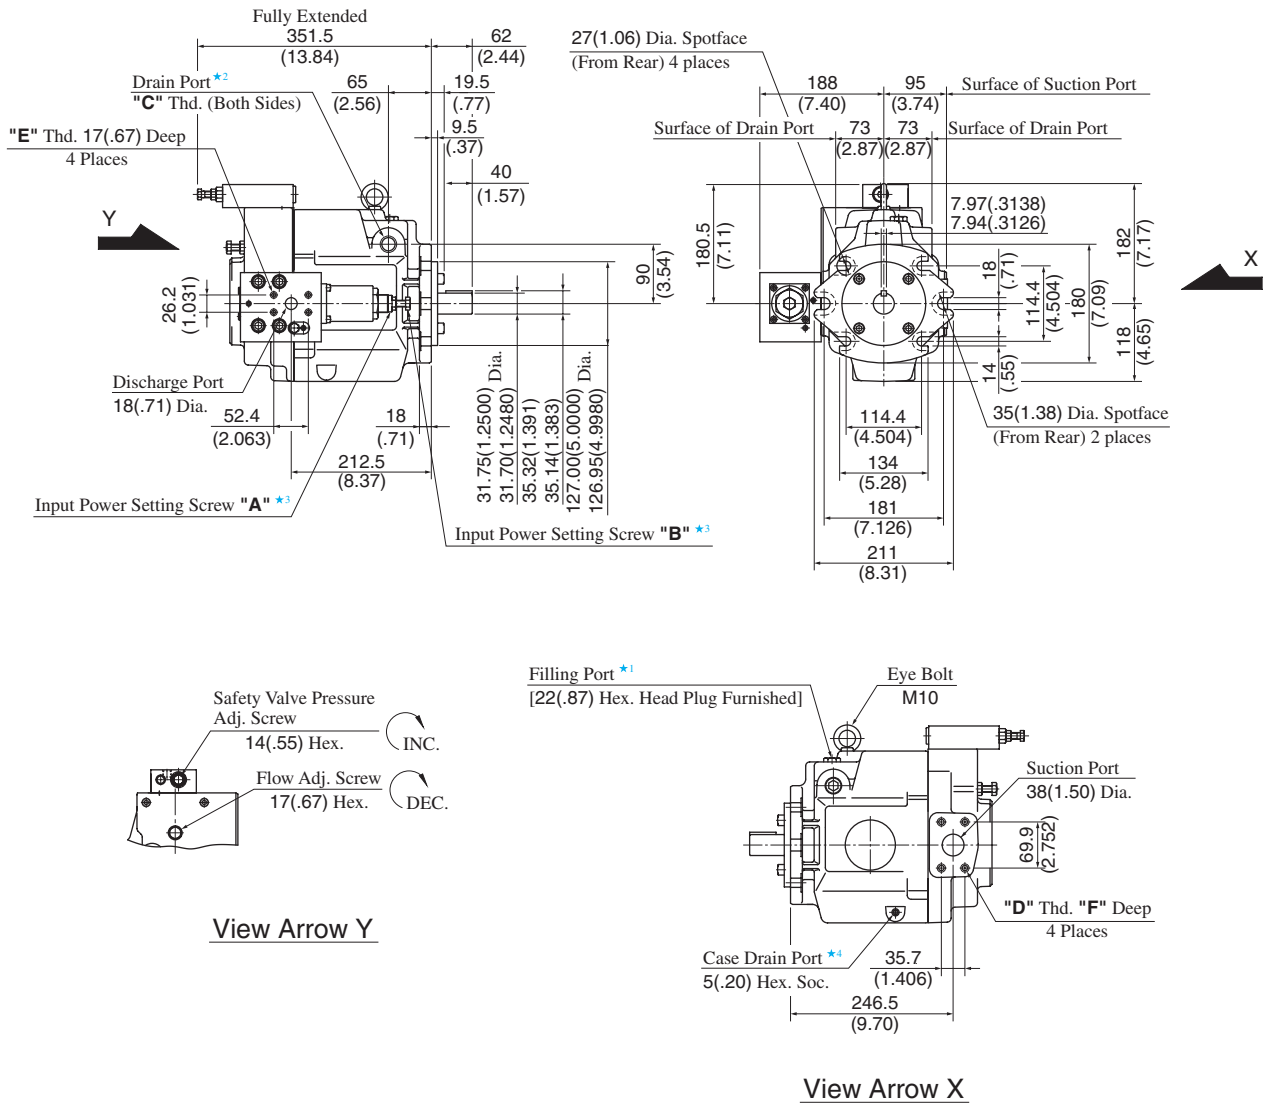 Fully Extended
351.5
(13.84)
62
(2.44)
Drain Port★2
"C" Thd. (Both Sides)
65
(2.56)
19.5
(.77)
"E" Thd. 17(.67) Deep
4 Places
9.5
(.37)
40
(1.57)
Y
26.2
(1.031)
90
(3.54)
Discharge Port
18(.71) Dia.
52.4
(2.063)
18
(.71)
212.5
(8.37)
31.75(1.2500) Dia.
31.70(1.2480)
35.32(1.391)
35.14(1.383)
127.00(5.0000) Dia.
126.95(4.9980)
Input Power Setting Screw "A" ★3
Input Power Setting Screw "B" ★3
27(1.06) Dia. Spotface
(From Rear) 4 places
188
(7.40)
95
(3.74)
Surface of Suction Port
Surface of Drain Port
73
(2.87)
73
(2.87)
Surface of Drain Port
7.97(.3138)
7.94(.3126)
180.5
(7.11)
182
(7.17)
X
18
(.71)
114.4
(4.504)
180
(7.09)
118
(4.65)
14
(.55)
114.4
(4.504)
35(1.38) Dia. Spotface
(From Rear) 2 places
134
(5.28)
181
(7.126)
211
(8.31)
Safety Valve Pressure
Adj. Screw
14(.55) Hex.
INC.
Flow Adj. Screw
17(.67) Hex.
DEC.
View Arrow Y
Filling Port ★1
[22(.87) Hex. Head Plug Furnished]
Eye Bolt
M10
Suction Port
38(1.50) Dia.
69.9
(2.752)
"D" Thd. "F" Deep
4 Places
Case Drain Port ★4
5(.20) Hex. Soc.
35.7
(1.406)
246.5
(9.70)
View Arrow X